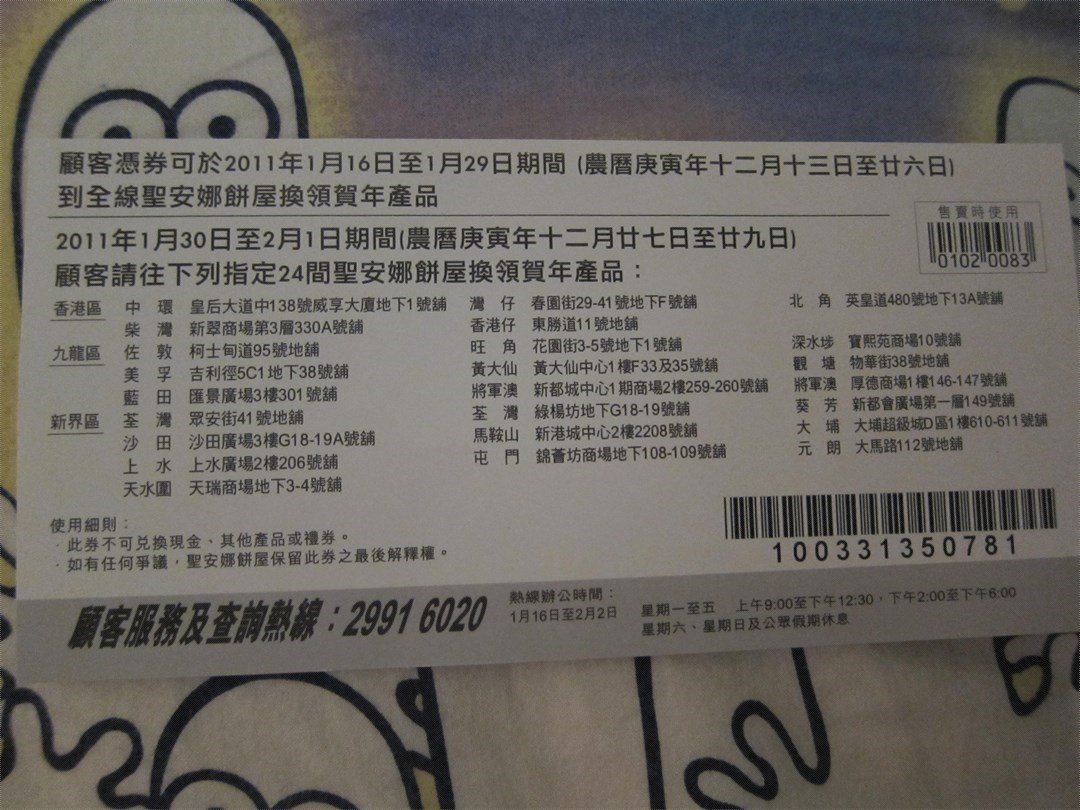 顧客憑券可於2011年1月16日至1月29日期間 (農曆庚寅年十二月十三日至廿六日)
到全線聖安娜餅屋換領賀年產品
售賣時使用
01020083
2011年1月30日至2月1日期間(農曆庚寅年十二月廿七日至廿九日)
顧客請往下列指定24間聖安娜餅屋換領賀年產品：
香港區 中環 皇后大道中138號威享大廈地下1號舖 灣仔 春園街29-41號地下F號舖 北角 英皇道480號地下13A號舖
柴灣 新翠商場第3層330A號舖 香港仔 東勝道11號地舖
九龍區 佐敦 柯士甸道95號地舖 旺角 花園街3-5號地下1號舖 深水埗 寶熙苑商場10號舖
美孚 吉利徑5C1地下38號舖 黃大仙 黃大仙中心1樓F33及35號舖 觀塘 物華街38號地舖
藍田 匯景廣場3樓301號舖 將軍澳 新都城中心1期商場2樓259-260號舖 將軍澳 厚德商場1樓146-147號舖
新界區 荃灣 眾安街41號地舖 荃灣 綠楊坊地下G18-19號舖 葵芳 新都會廣場第一層149號舖
沙田 沙田廣場3樓G18-19A號舖 馬鞍山 新港城中心2樓2208號舖 大埔 大埔超級城D區1樓610-611號舖
上水 上水廣場2樓206號舖 屯門 錦薈坊商場地下108-109號舖 元朗 大馬路112號地舖
天水圍 天瑞商場地下3-4號舖
使用細則：
·此券不可兌換現金、其他產品或禮券。
·如有任何爭議，聖安娜餅屋保留此券之最後解釋權。
100331350781
顧客服務及查詢熱線：2991 6020
熱線辦公時間：
1月16日至2月2日
星期一至五 上午9:00至下午12:30，下午2:00至下午6:00
星期六、星期日及公眾假期休息